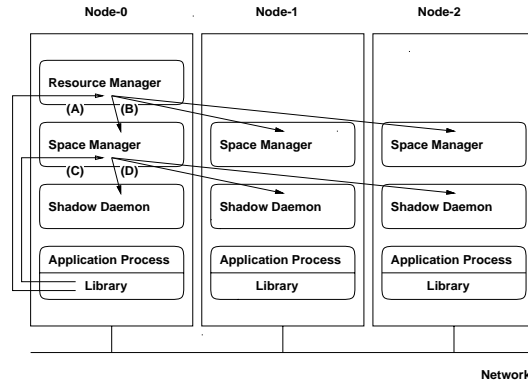 Node-0 Node-1 Node-2
Resource Manager
(A) (B)
Space Manager Space Manager Space Manager
(C) (D)
Shadow Daemon Shadow Daemon Shadow Daemon
Application Process Application Process Application Process
Library Library Library
Network